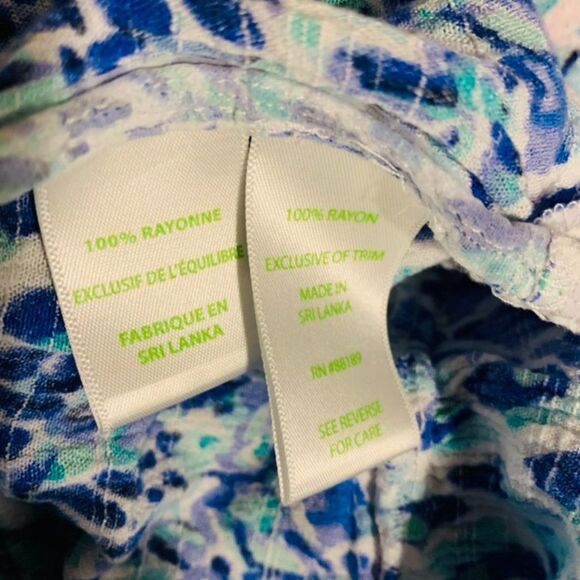 100% RAYONNE
EXCLUSIF DE L'ÉQUILIBRE
FABRIQUE EN
SRI LANKA
100% RAYON
EXCLUSIVE OF TRIM
MADE IN
SRI LANKA
RN #88189
SEE REVERSE
FOR CARE